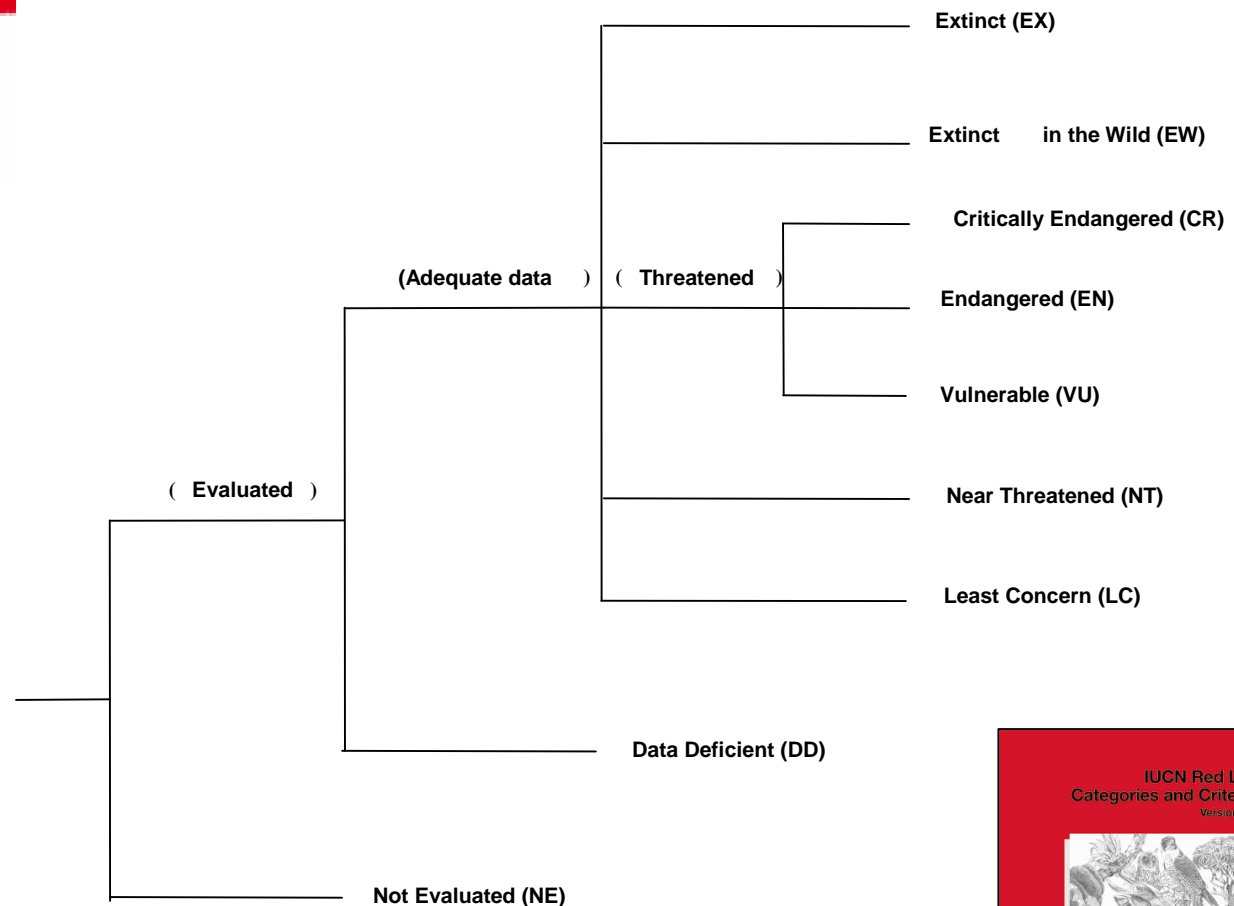 Extinct (EX)
Extinct in the Wild (EW)
Critically Endangered (CR)
(Adequate data ) ( Threatened )
Endangered (EN)
Vulnerable (VU)
( Evaluated )
Near Threatened (NT)
Least Concern (LC)
Data Deficient (DD)
IUCN Red L
Categories and Crite
Version
Not Evaluated (NE)